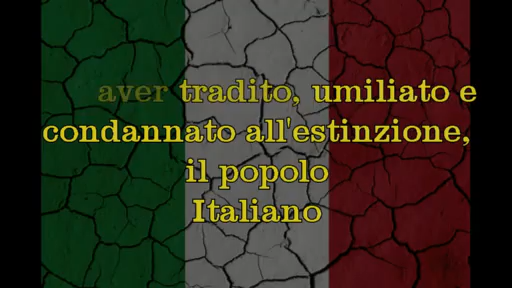 aver tradito, umiliato e
condannato all'estinzione,
il popolo
Italiano